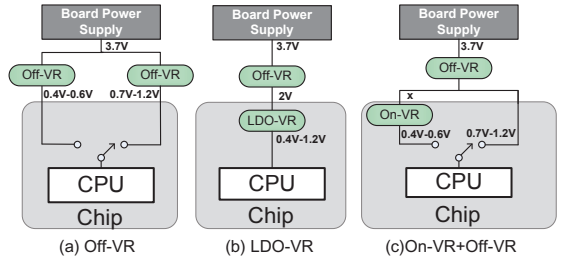 Board Power
Supply
3.7V
Off-VR
Off-VR
0.4V-0.6V
0.7V-1.2V
CPU
Chip
(a) Off-VR
Board Power
Supply
3.7V
Off-VR
2V
LDO-VR
0.4V-1.2V
CPU
Chip
(b) LDO-VR
Board Power
Supply
3.7V
Off-VR
x
On-VR
0.4V-0.6V
0.7V-1.2V
CPU
Chip
(c)On-VR+Off-VR